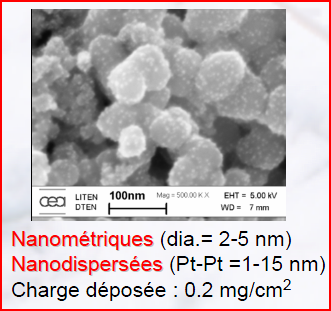 cea
LITEN
DTEN
100nm
Mag = 500.00 K X
EHT = 5.00 kV
WD = 7 mm
Nanométriques (dia.= 2-5 nm)
Nanodispersées (Pt-Pt =1-15 nm)
Charge déposée : 0.2 mg/cm²